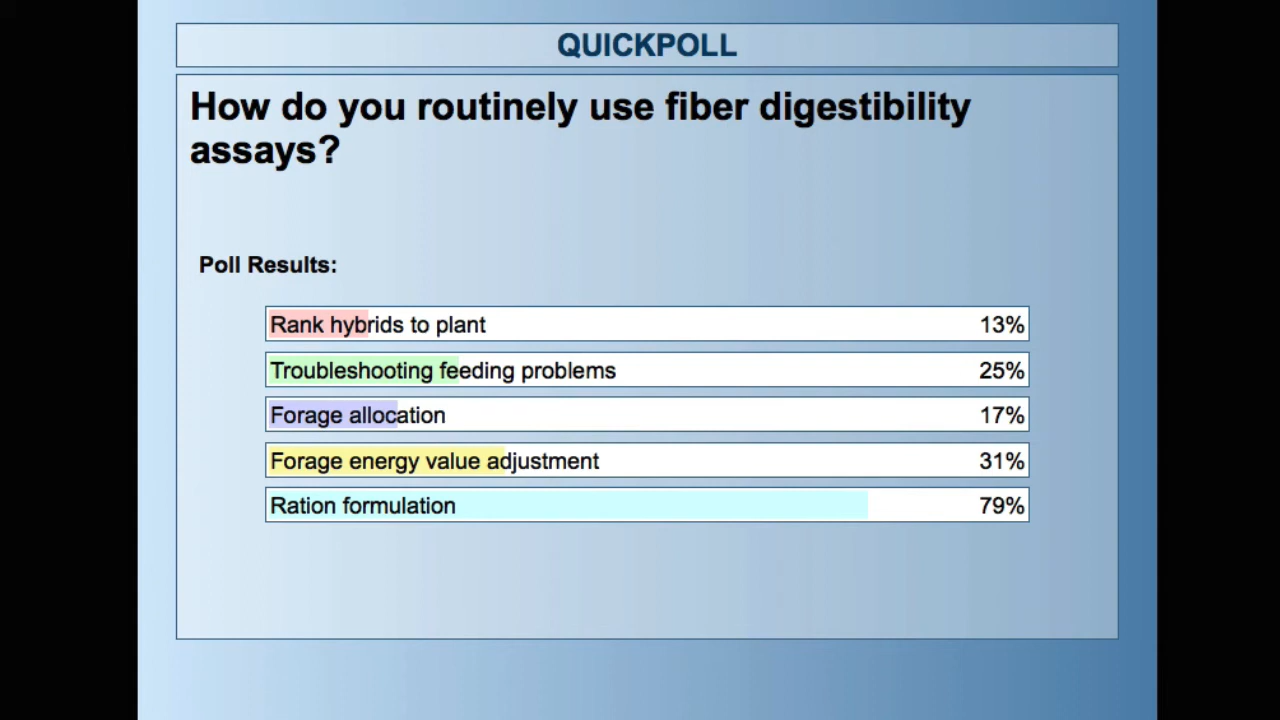 QUICKPOLL
How do you routinely use fiber digestibility
assays?
Poll Results:
Rank hybrids to plant 13%
Troubleshooting feeding problems 25%
Forage allocation 17%
Forage energy value adjustment 31%
Ration formulation 79%